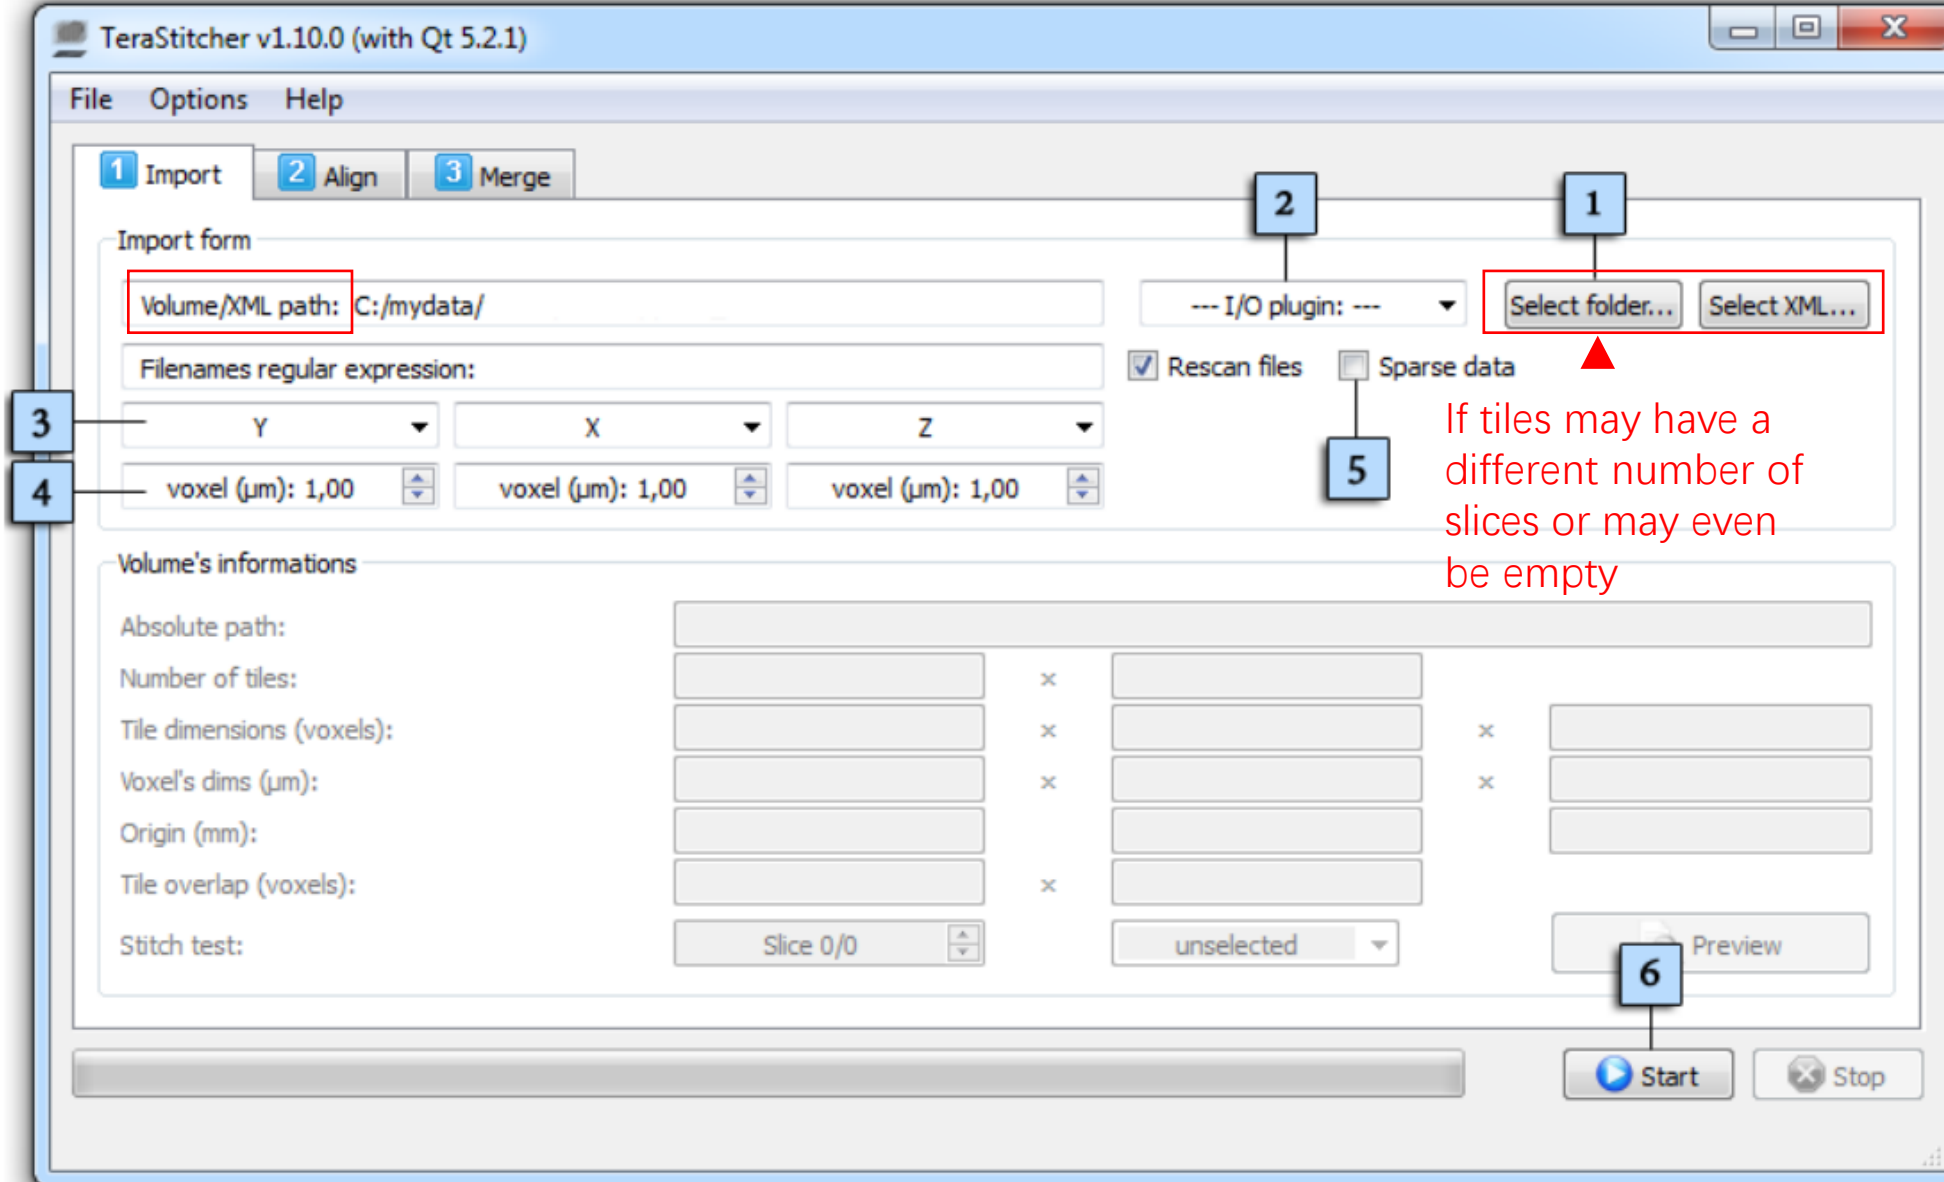 TeraStitcher v1.10.0 (with Qt 5.2.1)
File Options Help
1 Import 2 Align 3 Merge
2 1
Import form
Volume/XML path: C:/mydata/ --- I/O plugin: --- Select folder... Select XML...
Filenames regular expression: Rescan files Sparse data
3 Y X Z
4 voxel (µm): 1,00 voxel (µm): 1,00 voxel (µm): 1,00
5
If tiles may have a
different number of
slices or may even
be empty
Volume's informations
Absolute path:
Number of tiles: ×
Tile dimensions (voxels): × ×
Voxel's dims (µm): × ×
Origin (mm):
Tile overlap (voxels): ×
Stitch test: Slice 0/0 unselected Preview
6
Start Stop